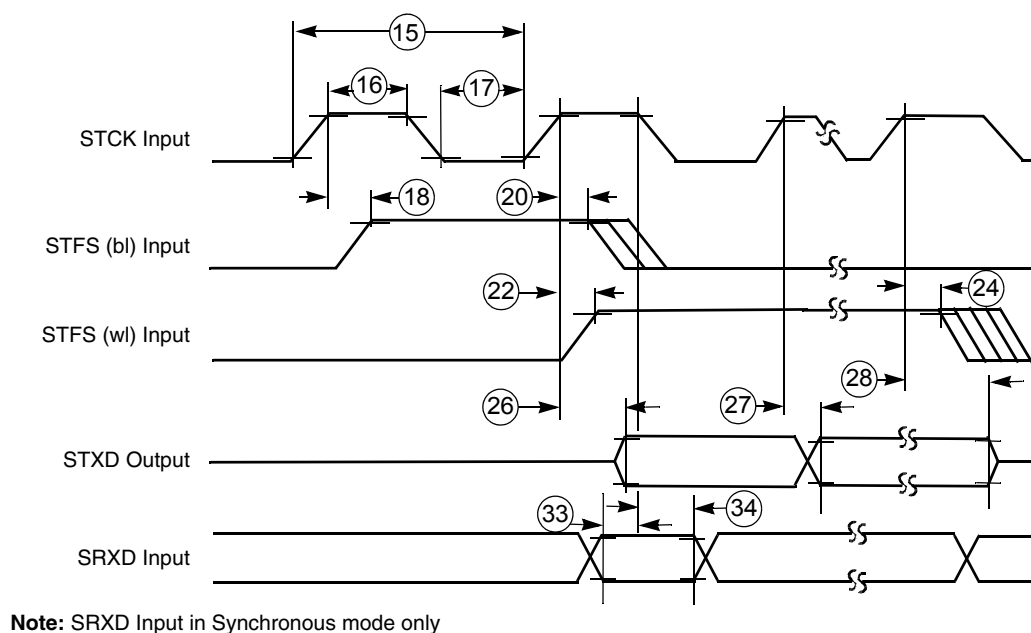 15
16
17
STCK Input
18
20
STFS (bl) Input
22
24
STFS (wl) Input
26
27
28
STXD Output
33
34
SRXD Input
Note: SRXD Input in Synchronous mode only